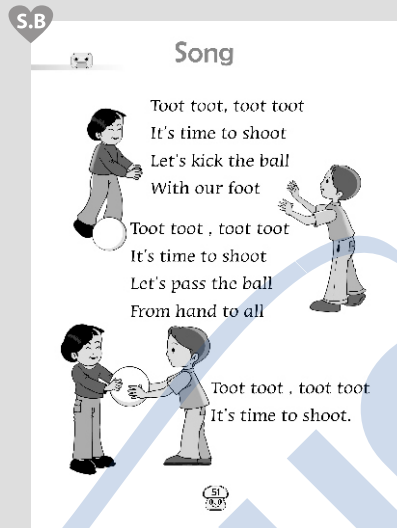 S.B
Song
Toot toot, toot toot
It's time to shoot
Let's kick the ball
With our foot
Toot toot , toot toot
It's time to shoot
Let's pass the ball
From hand to all
Toot toot , toot toot
It's time to shoot.
51